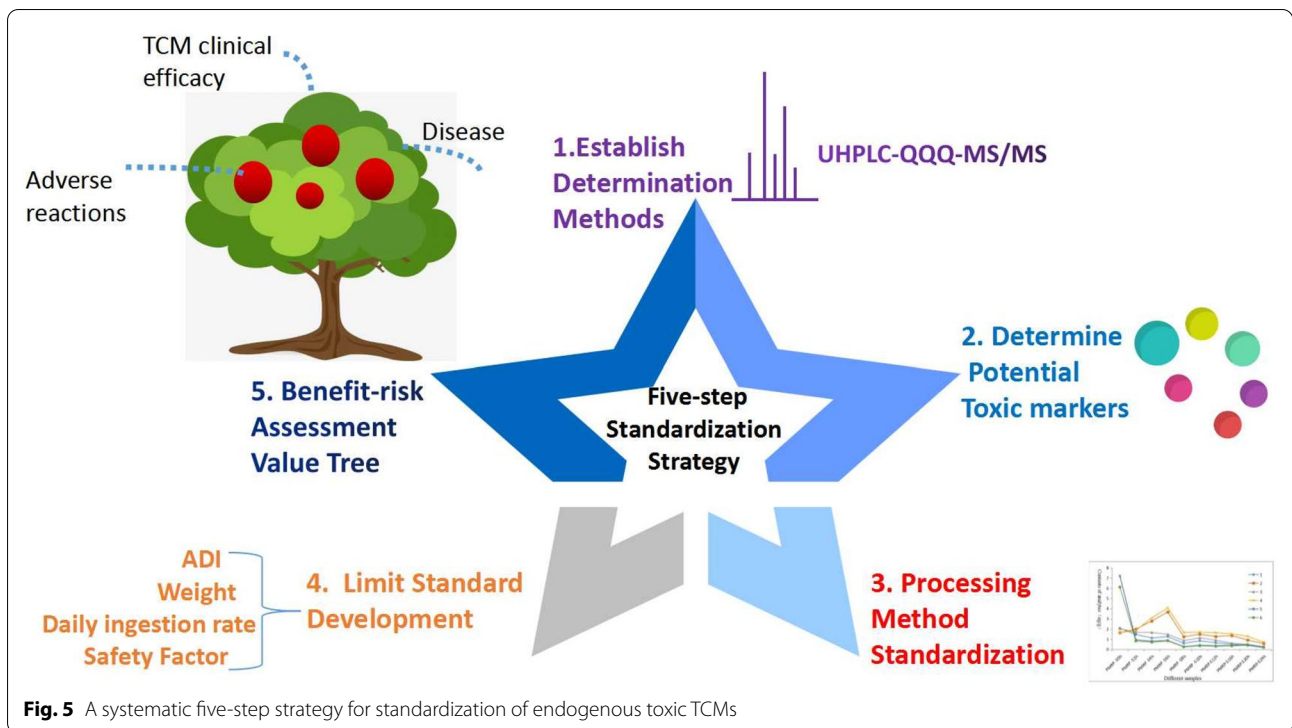 TCM clinical
efficacy
Disease
Adverse
reactions
1.Establish
Determination
Methods
UHPLC-QQQ-MS/MS
2. Determine
Potential
Toxic markers
Five-step
Standardization
Strategy
5. Benefit-risk
Assessment
Value Tree
ADI
Weight
Daily ingestion rate
Safety Factor
4. Limit Standard
Development
3. Processing
Method
Standardization
Different samples
Fig. 5 A systematic five-step strategy for standardization of endogenous toxic TCMs